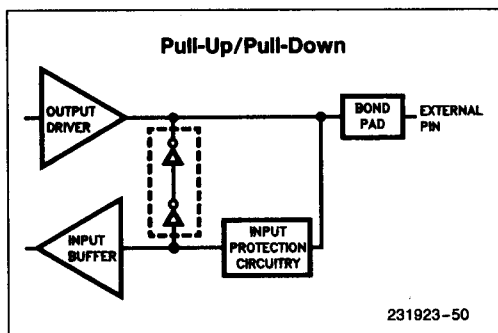 Pull-Up/Pull-Down
OUTPUT
DRIVER
BOND
PAD
EXTERNAL
PIN
INPUT
BUFFER
INPUT
PROTECTION
CIRCUITRY
231923-50